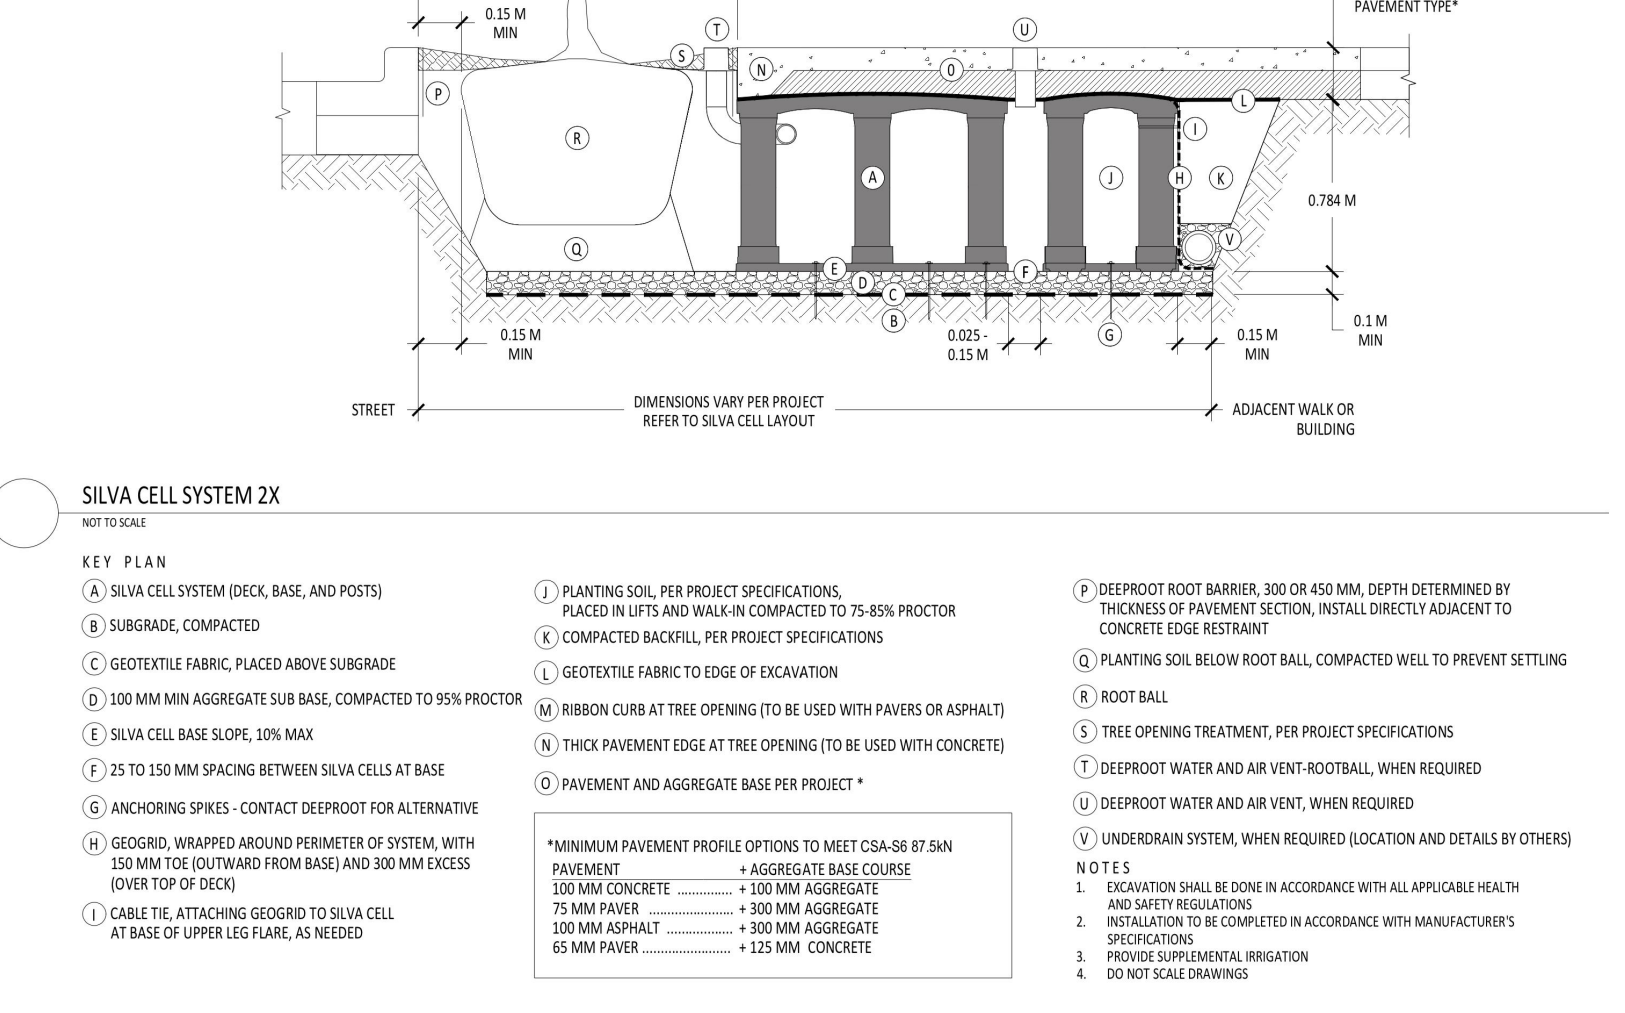 PAVEMENT TYPE*
0.15 M
MIN
T
U
S
N
O
P
L
I
R
A
J
H
K
0.784 M
Q
V
E
F
D
C
B
0.15 M
MIN
0.025 -
0.15 M
G
0.15 M
MIN
0.1 M
MIN
STREET
DIMENSIONS VARY PER PROJECT
REFER TO SILVA CELL LAYOUT
ADJACENT WALK OR
BUILDING
SILVA CELL SYSTEM 2X
NOT TO SCALE
KEY PLAN
A SILVA CELL SYSTEM (DECK, BASE, AND POSTS)
B SUBGRADE, COMPACTED
C GEOTEXTILE FABRIC, PLACED ABOVE SUBGRADE
D 100 MM MIN AGGREGATE SUB BASE, COMPACTED TO 95% PROCTOR
E SILVA CELL BASE SLOPE, 10% MAX
F 25 TO 150 MM SPACING BETWEEN SILVA CELLS AT BASE
G ANCHORING SPIKES - CONTACT DEEPROOT FOR ALTERNATIVE
H GEOGRID, WRAPPED AROUND PERIMETER OF SYSTEM, WITH
150 MM TOE (OUTWARD FROM BASE) AND 300 MM EXCESS
(OVER TOP OF DECK)
I CABLE TIE, ATTACHING GEOGRID TO SILVA CELL
AT BASE OF UPPER LEG FLARE, AS NEEDED
J PLANTING SOIL, PER PROJECT SPECIFICATIONS,
PLACED IN LIFTS AND WALK-IN COMPACTED TO 75-85% PROCTOR
K COMPACTED BACKFILL, PER PROJECT SPECIFICATIONS
L GEOTEXTILE FABRIC TO EDGE OF EXCAVATION
M RIBBON CURB AT TREE OPENING (TO BE USED WITH PAVERS OR ASPHALT)
N THICK PAVEMENT EDGE AT TREE OPENING (TO BE USED WITH CONCRETE)
O PAVEMENT AND AGGREGATE BASE PER PROJECT *
*MINIMUM PAVEMENT PROFILE OPTIONS TO MEET CSA-S6 87.5kN
PAVEMENT + AGGREGATE BASE COURSE
100 MM CONCRETE .............. + 100 MM AGGREGATE
75 MM PAVER ....................... + 300 MM AGGREGATE
100 MM ASPHALT .................. + 300 MM AGGREGATE
65 MM PAVER ........................ + 125 MM CONCRETE
P DEEPROOT ROOT BARRIER, 300 OR 450 MM, DEPTH DETERMINED BY
THICKNESS OF PAVEMENT SECTION, INSTALL DIRECTLY ADJACENT TO
CONCRETE EDGE RESTRAINT
Q PLANTING SOIL BELOW ROOT BALL, COMPACTED WELL TO PREVENT SETTLING
R ROOT BALL
S TREE OPENING TREATMENT, PER PROJECT SPECIFICATIONS
T DEEPROOT WATER AND AIR VENT-ROOTBALL, WHEN REQUIRED
U DEEPROOT WATER AND AIR VENT, WHEN REQUIRED
V UNDERDRAIN SYSTEM, WHEN REQUIRED (LOCATION AND DETAILS BY OTHERS)
NOTES
1. EXCAVATION SHALL BE DONE IN ACCORDANCE WITH ALL APPLICABLE HEALTH
AND SAFETY REGULATIONS
2. INSTALLATION TO BE COMPLETED IN ACCORDANCE WITH MANUFACTURER'S
SPECIFICATIONS
3. PROVIDE SUPPLEMENTAL IRRIGATION
4. DO NOT SCALE DRAWINGS